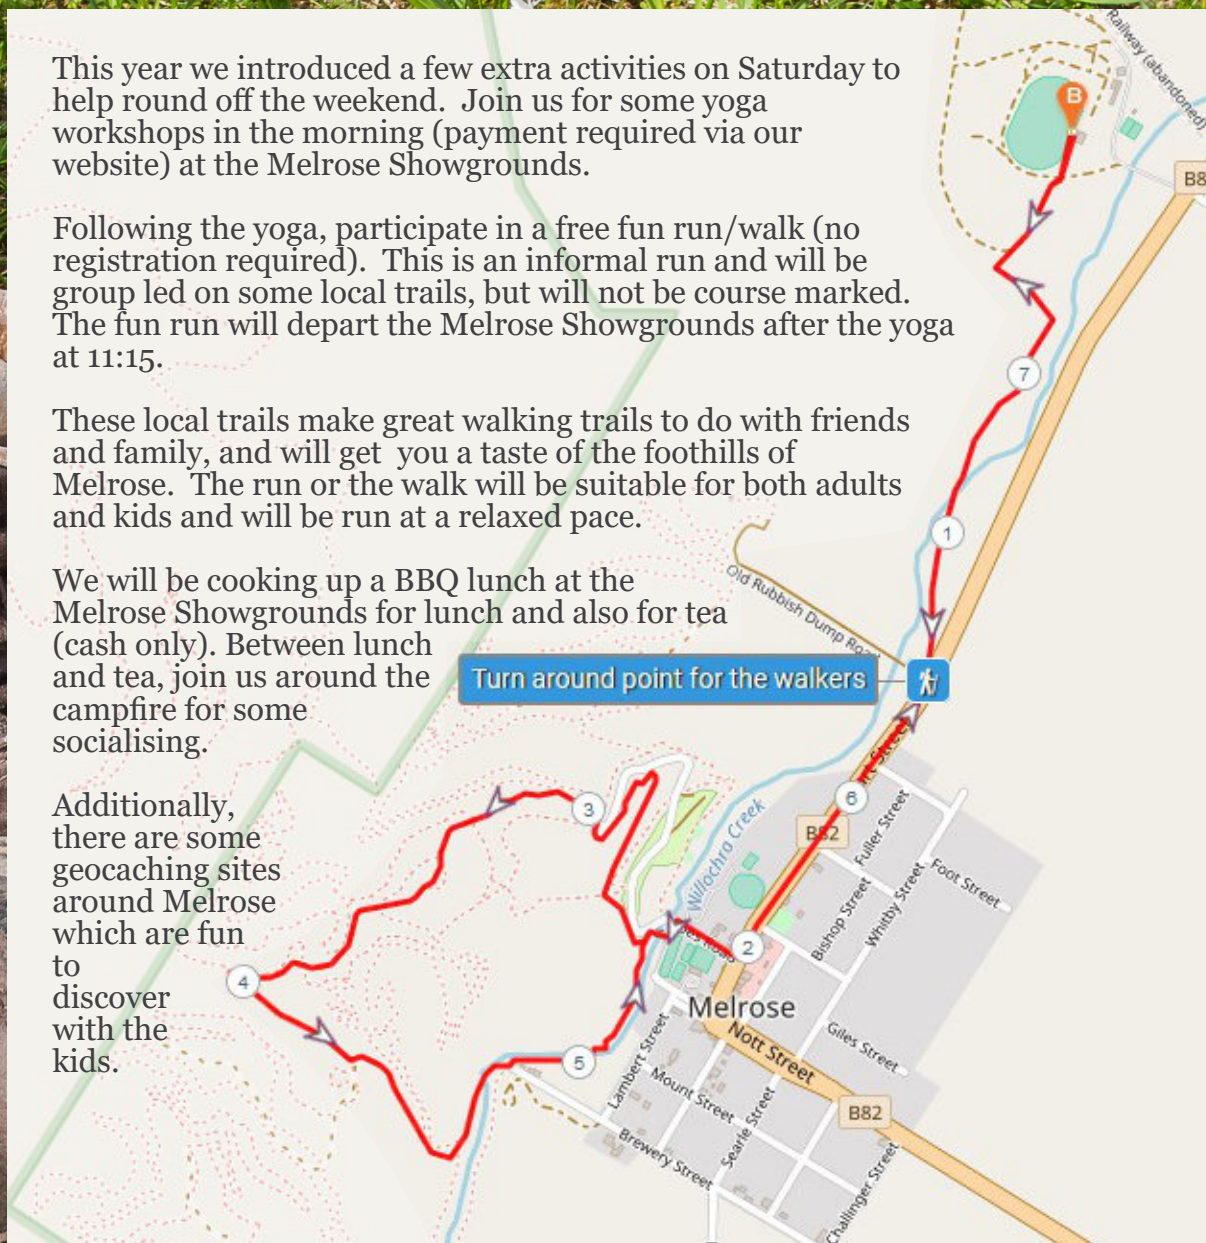 This year we introduced a few extra activities on Saturday to
help round off the weekend.  Join us for some yoga
workshops in the morning (payment required via our
website) at the Melrose Showgrounds.
Following the yoga, participate in a free fun run/walk (no
registration required).  This is an informal run and will be
group led on some local trails, but will not be course marked.
The fun run will depart the Melrose Showgrounds after the yoga
at 11:15.
These local trails make great walking trails to do with friends
and family, and will get  you a taste of the foothills of
Melrose.  The run or the walk will be suitable for both adults
and kids and will be run at a relaxed pace.
We will be cooking up a BBQ lunch at the
Melrose Showgrounds for lunch and also for tea
(cash only). Between lunch
and tea, join us around the
campfire for some
socialising.
Additionally,
there are some
geocaching sites
around Melrose
which are fun
to
discover
with the
kids.
Railway (abandoned)
B
B8
7
1
Old Rubbish Dump Road
Turn around point for the walkers
6
3
B82
Fuller Street
Foot Street
Willochra Creek
Bishop Street
Whitby Street
2
4
Melrose
Nott Street
Giles Street
5
Lambert Street
Mount Street
B82
Searle Street
Brewery Street
Challinger Street